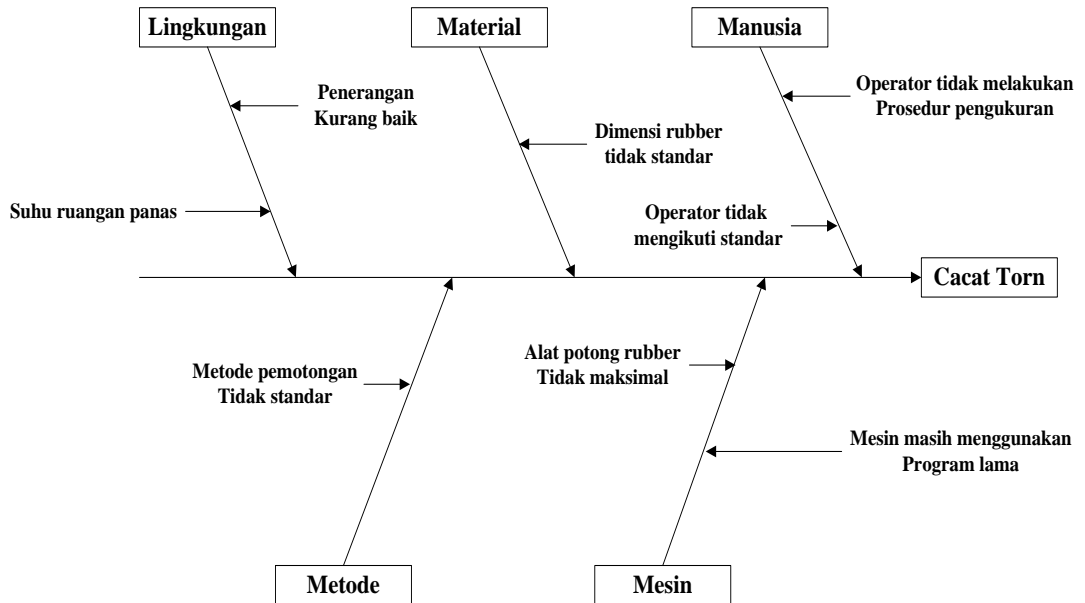 Lingkungan
Material
Manusia
Penerangan
Kurang baik
Operator tidak melakukan
Prosedur pengukuran
Dimensi rubber
tidak standar
Suhu ruangan panas
Operator tidak
mengikuti standar
Cacat Torn
Metode pemotongan
Tidak standar
Alat potong rubber
Tidak maksimal
Mesin masih menggunakan
Program lama
Metode
Mesin